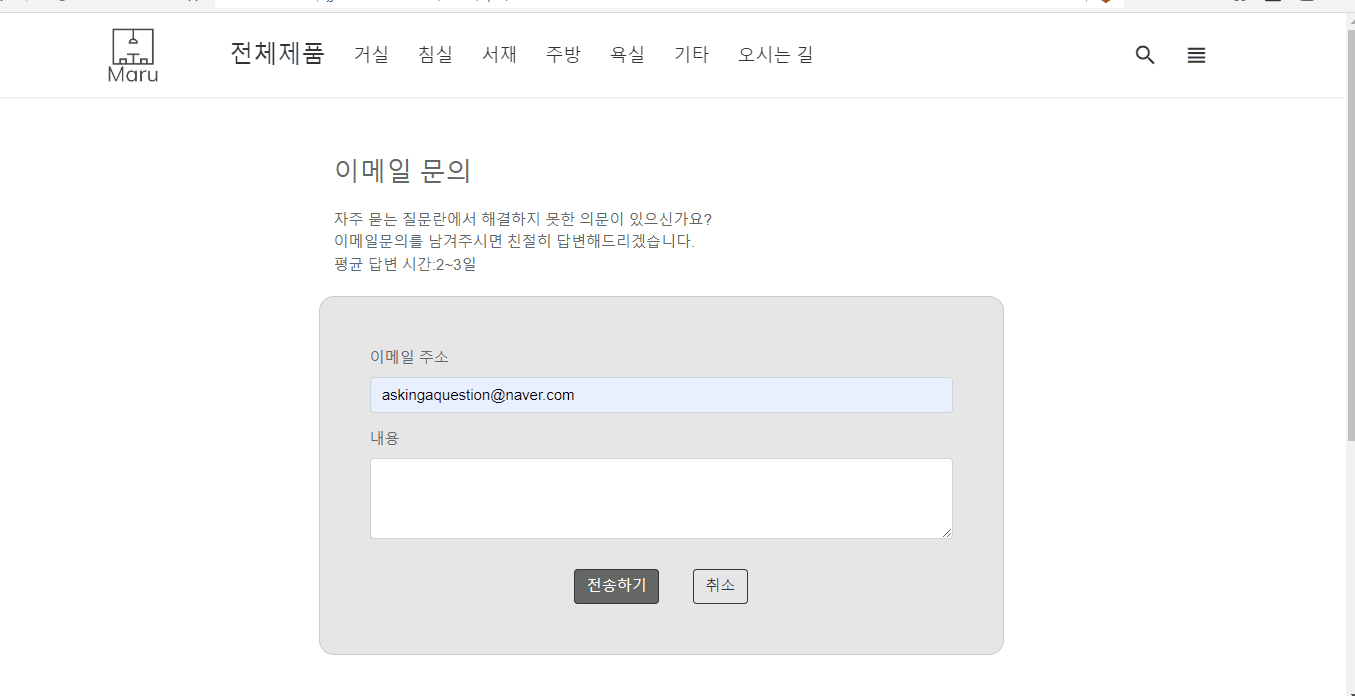 Maru
전체제품 거실 침실 서재 주방 욕실 기타 오시는 길
이메일 문의
자주 묻는 질문란에서 해결하지 못한 의문이 있으신가요?
이메일문의를 남겨주시면 친절히 답변해드리겠습니다.
평균 답변 시간:2~3일
이메일 주소
askingaquestion@naver.com
내용
전송하기 취소